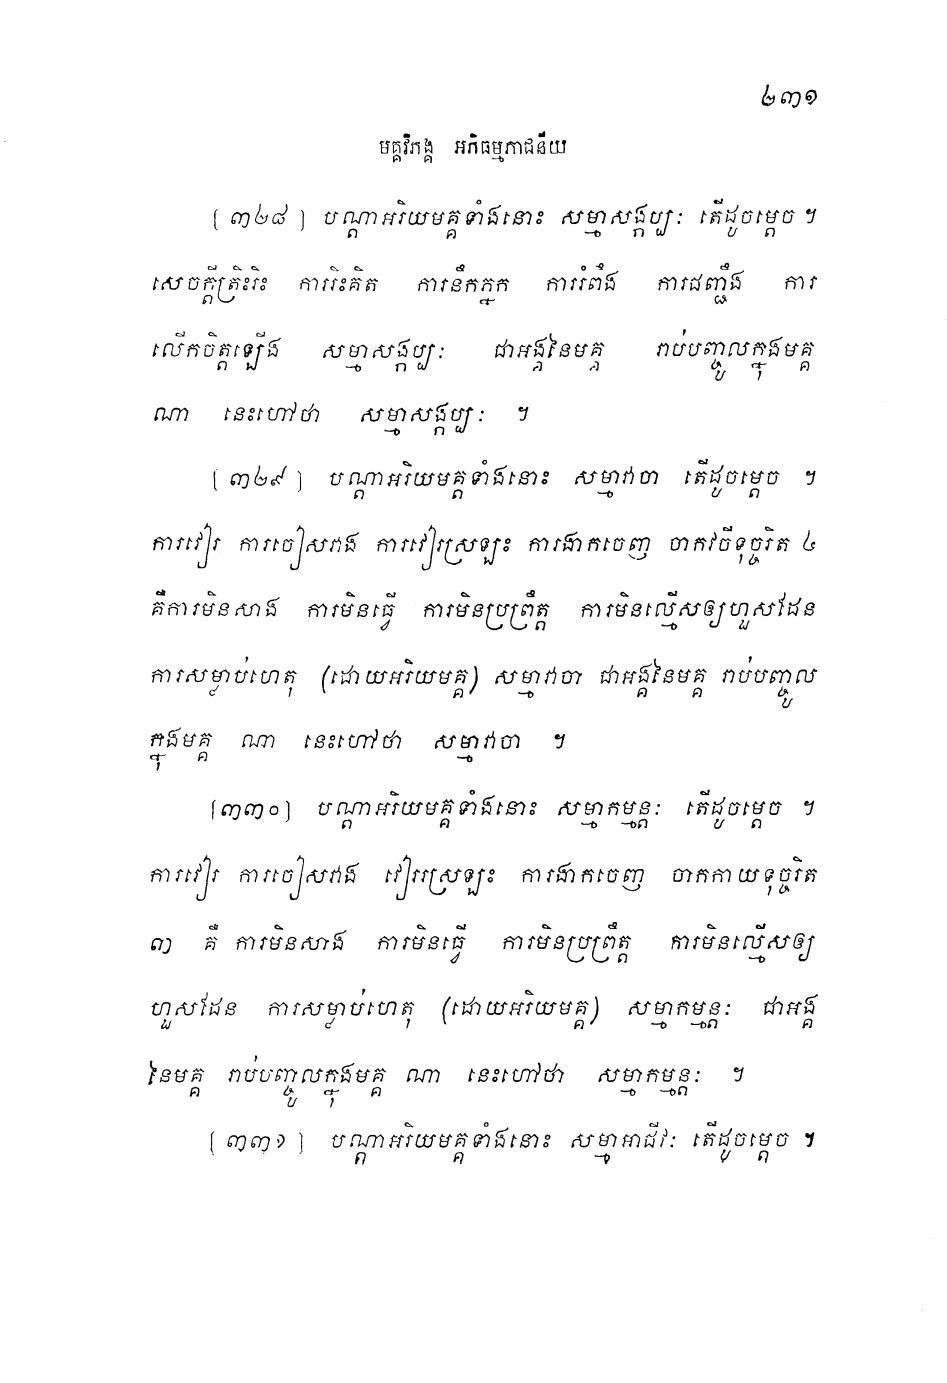 ២៣១
មគ្គវិភង្គ អភិធម្មភាជនីយ
[៣២៨] បណ្តាអរិយមគ្គទាំងនោះ សម្មាសង្កប្បៈ តើដូចម្តេច ។
សេចក្តីត្រិះរិះ ការរិះគិត ការនឹកភ្នក ការរំពឹង ការផញ្ជឹង ការ
លើកចិត្តឡើង សម្មាសង្កប្បៈ ជាអង្គនៃមគ្គ រាប់បញ្ចូលក្នុងមគ្គ
ណា នេះហៅថា សម្មាសង្កប្បៈ ។
[៣២៩] បណ្តាអរិយមគ្គទាំងនោះ សម្មាវាចា តើដូចម្តេច ។
ការវៀរ ការចៀសវាង ការវៀរស្រឡះ ការងាកចេញ ចាកវចីទុច្ចរិត ៤
គឺការមិនសាង ការមិនធ្វើ ការមិនប្រព្រឹត្ត ការមិនល្មើសឲ្យហួសដែន
ការសម្លាប់ហេតុ (ដោយអរិយមគ្គ) សម្មាវាចា ជាអង្គនៃមគ្គ រាប់បញ្ចូល
ក្នុងមគ្គ ណា នេះហៅថា សម្មាវាចា ។
[៣៣០] បណ្តាអរិយមគ្គទាំងនោះ សម្មាកម្មន្តៈ តើដូចម្តេច ។
ការវៀរ ការចៀសវាង វៀរស្រឡះ ការងាកចេញ ចាកកាយទុច្ចរិត
៣ គឺ ការមិនសាង ការមិនធ្វើ ការមិនប្រព្រឹត្ត ការមិនល្មើសឲ្យ
ហួសដែន ការសម្លាប់ហេតុ (ដោយអរិយមគ្គ) សម្មាកម្មន្តៈ ជាអង្គ
នៃមគ្គ រាប់បញ្ចូលក្នុងមគ្គ ណា នេះហៅថា សម្មាកម្មន្តៈ ។
[៣៣១] បណ្តាអរិយមគ្គទាំងនោះ សម្មាអាជីវៈ តើដូចម្តេច ។